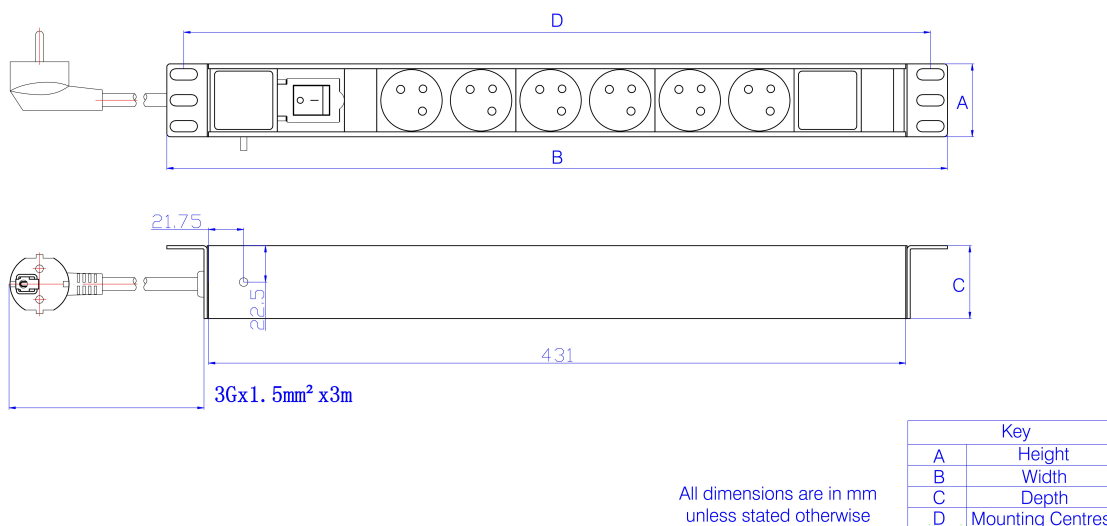 D
A
B
21.75
22.5
C
431
3Gx1.5mm² x3m
All dimensions are in mm
unless stated otherwise
Key
A Height
B Width
C Depth
D Mounting Centres